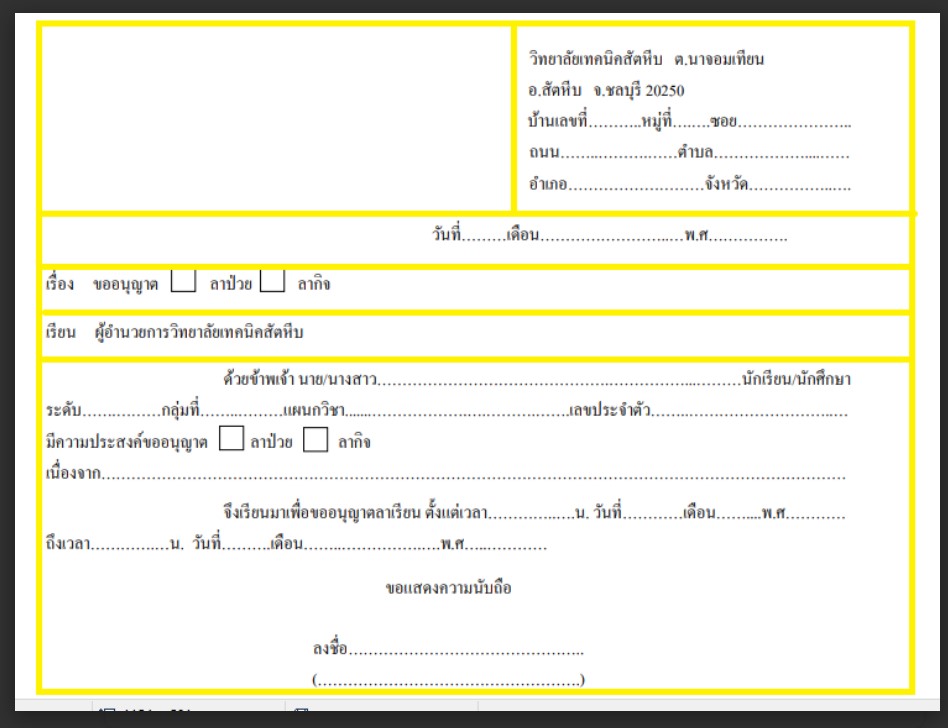 วิทยาลัยเทคนิคสัตหีบ ต.นาจอมเทียน
อ.สัตหีบ จ.ชลบุรี 20250
บ้านเลขที่...........หมู่ที่........ซอย......................
ถนน.......................ตำบล...........................
อำเภอ...........................จังหวัด....................
วันที่.........เดือน.............................พ.ศ................
เรื่อง ขออนุญาต ลาป่วย ลากิจ
เรียน ผู้อำนวยการวิทยาลัยเทคนิคสัตหีบ
ด้วยข้าพเจ้า นาย/นางสาว.........................................................................นักเรียน/นักศึกษา
ระดับ................กลุ่มที่.................แผนกวิชา.............................................เลขประจำตัว.......................................
มีความประสงค์ขออนุญาต ลาป่วย ลากิจ
เนื่องจาก.....................................................................................................................................................
จึงเรียนมาเพื่อขออนุญาตลาเรียน ตั้งแต่เวลา.................น. วันที่............เดือน.........พ.ศ............
ถึงเวลา................น. วันที่..........เดือน...........................พ.ศ................
ขอแสดงความนับถือ
ลงชื่อ...............................................
(.....................................................)